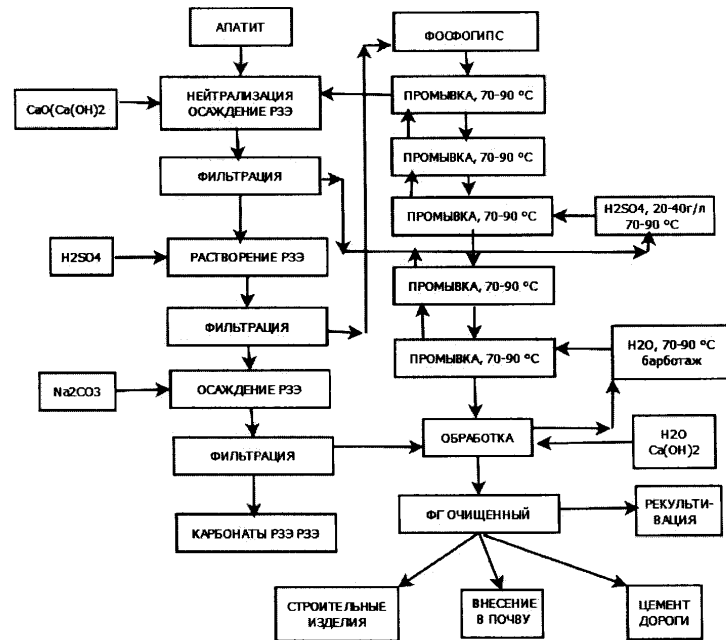 АПАТИТ
ФОСФОГИПС
CaO(Ca(OH)2
НЕЙТРАЛИЗАЦИЯ
ОСАЖДЕНИЕ РЗЭ
ПРОМЫВКА, 70-90 °C
ПРОМЫВКА, 70-90 °C
ФИЛЬТРАЦИЯ
ПРОМЫВКА, 70-90 °C
H2SO4, 20-40г/л
70-90 °C
H2SO4
РАСТВОРЕНИЕ РЗЭ
ПРОМЫВКА, 70-90 °C
ФИЛЬТРАЦИЯ
ПРОМЫВКА, 70-90 °C
H2O, 70-90 °C
барботаж
Na2CO3
ОСАЖДЕНИЕ РЗЭ
ОБРАБОТКА
H2O
Ca(OH)2
ФИЛЬТРАЦИЯ
КАРБОНАТЫ РЗЭ РЗЭ
ФГ ОЧИЩЕННЫЙ
РЕКУЛЬТИ-
ВАЦИЯ
СТРОИТЕЛЬНЫЕ
ИЗДЕЛИЯ
ВНЕСЕНИЕ
В ПОЧВУ
ЦЕМЕНТ
ДОРОГИ